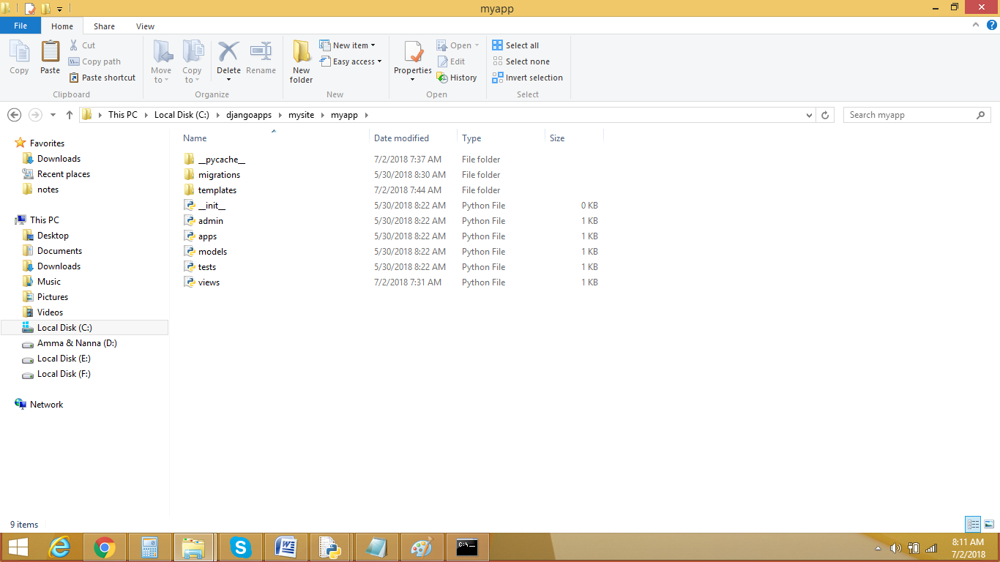 myapp
File Home Share View
Copy Paste Cut Copy path Paste shortcut Move to Copy to Delete Rename New folder New item Easy access Properties Open Edit History Select all Select none Invert selection
Clipboard Organize New Open Select
This PC Local Disk (C:) djangoapps mysite myapp Search myapp
Favorites
Downloads
Recent places
notes
This PC
Desktop
Documents
Downloads
Music
Pictures
Videos
Local Disk (C:)
Amma & Nanna (D:)
Local Disk (E:)
Local Disk (F:)
Network
Name Date modified Type Size
__pycache__ 7/2/2018 7:37 AM File folder
migrations 5/30/2018 8:30 AM File folder
templates 7/2/2018 7:44 AM File folder
__init__ 5/30/2018 8:22 AM Python File 0 KB
admin 5/30/2018 8:22 AM Python File 1 KB
apps 5/30/2018 8:22 AM Python File 1 KB
models 5/30/2018 8:22 AM Python File 1 KB
tests 5/30/2018 8:22 AM Python File 1 KB
views 7/2/2018 7:31 AM Python File 1 KB
9 items
8:11 AM
7/2/2018